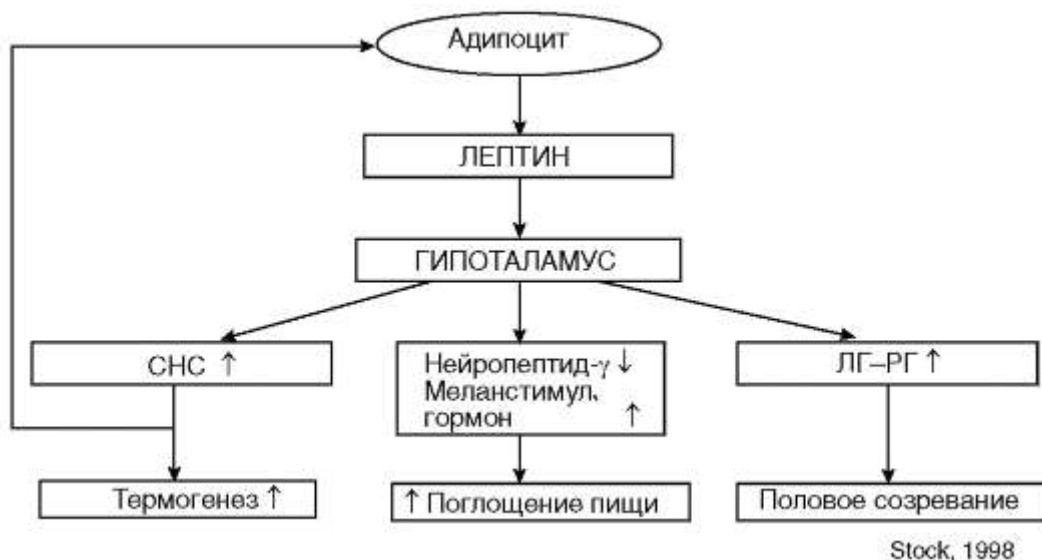 Адипоцит
ЛЕПТИН
ГИПОТАЛАМУС
СНС ↑
Нейропептид-γ ↓
Меланстимул.
гормон ↑
ЛГ–РГ ↑
Термогенез ↑
↑ Поглощение пищи
Половое созревание
Stock, 1998